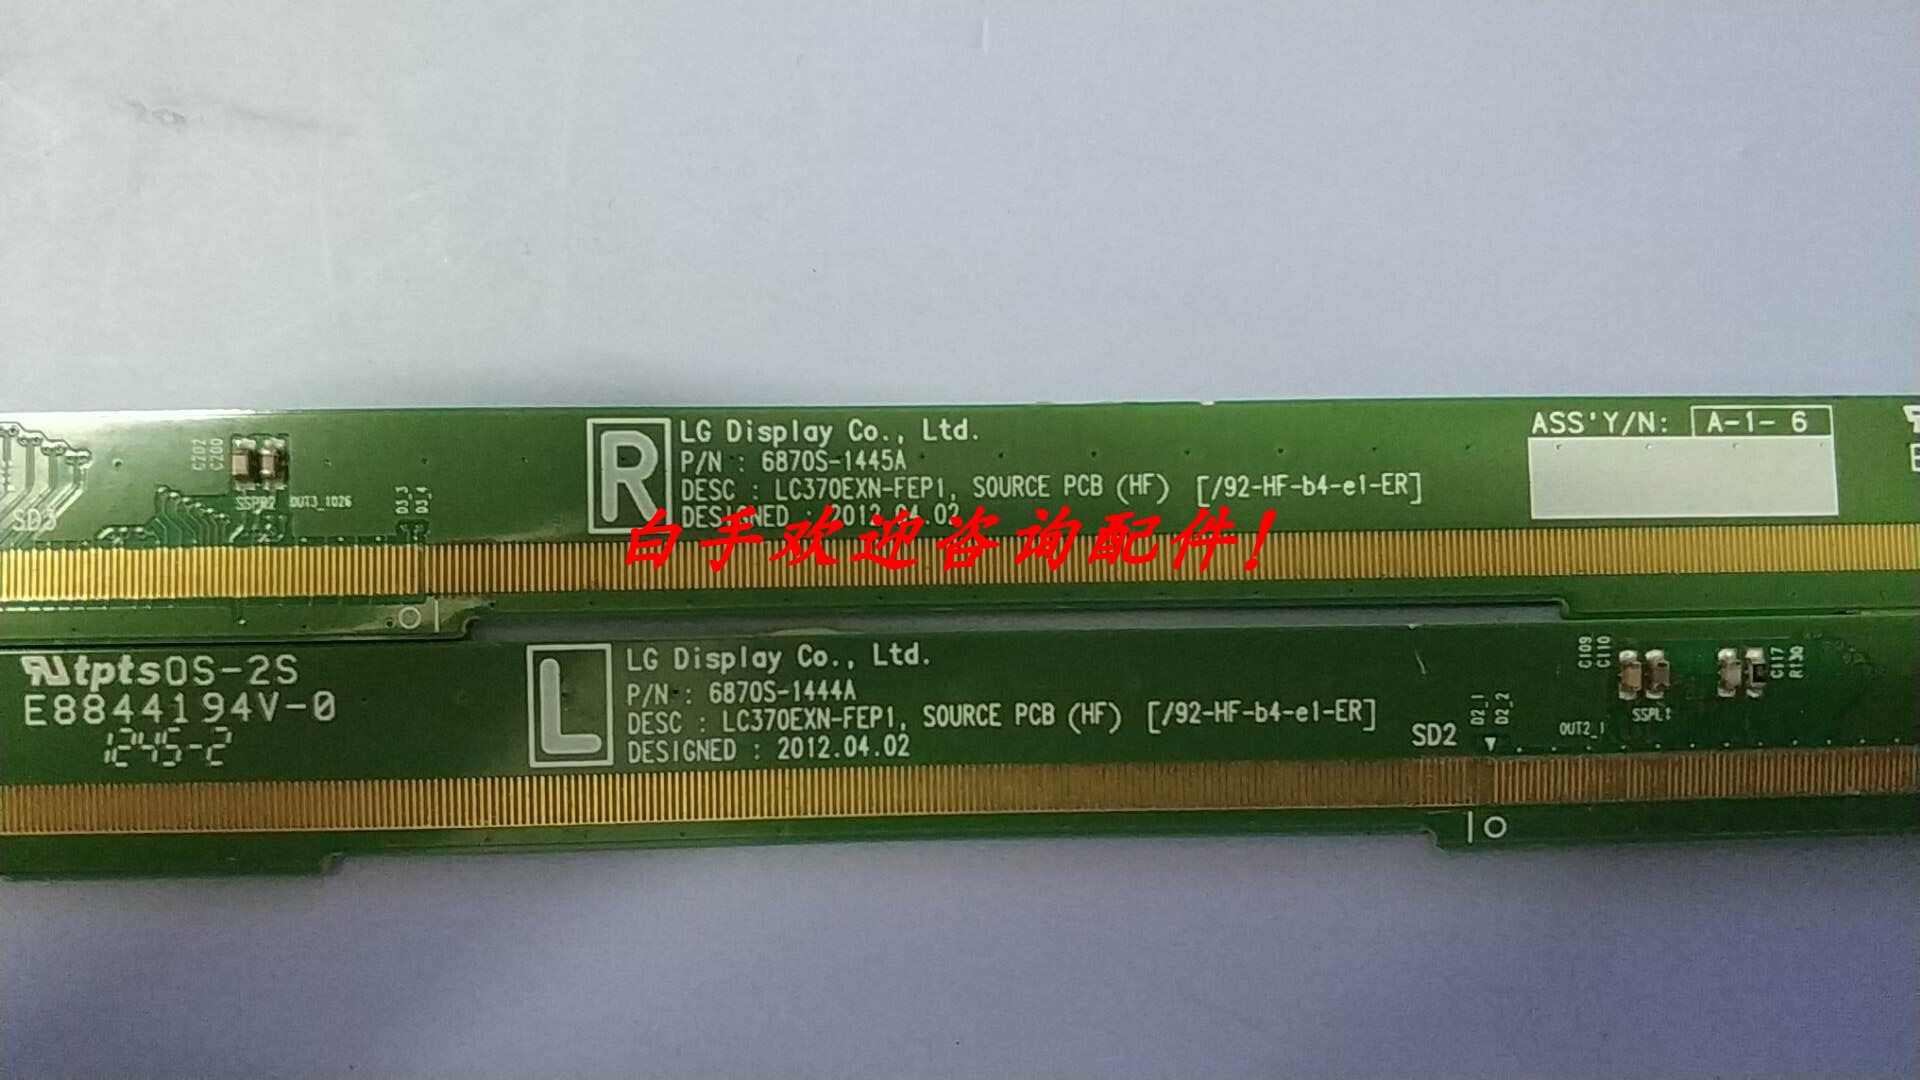 LG Display Co., Ltd.
P/N : 6870S-1445A
DESC : LC370EXN-FEP1, SOURCE PCB (HF) [/92-HF-b4-e1-ER]
DESIGNED : 2012.04.02
R
ASS'Y/N: A-1- 6
C202
C200
SSPR2
OUT3_1026
D3_3
D3_4
SD3
白手欢迎咨询配件!
tptsOS-2S
E8844194V-0
1245-2
L
LG Display Co., Ltd.
P/N : 6870S-1444A
DESC : LC370EXN-FEP1, SOURCE PCB (HF) [/92-HF-b4-e1-ER]
DESIGNED : 2012.04.02
SD2
D2_1
D2_2
OUT2_1
C109
C110
SSPL1
C117
R130